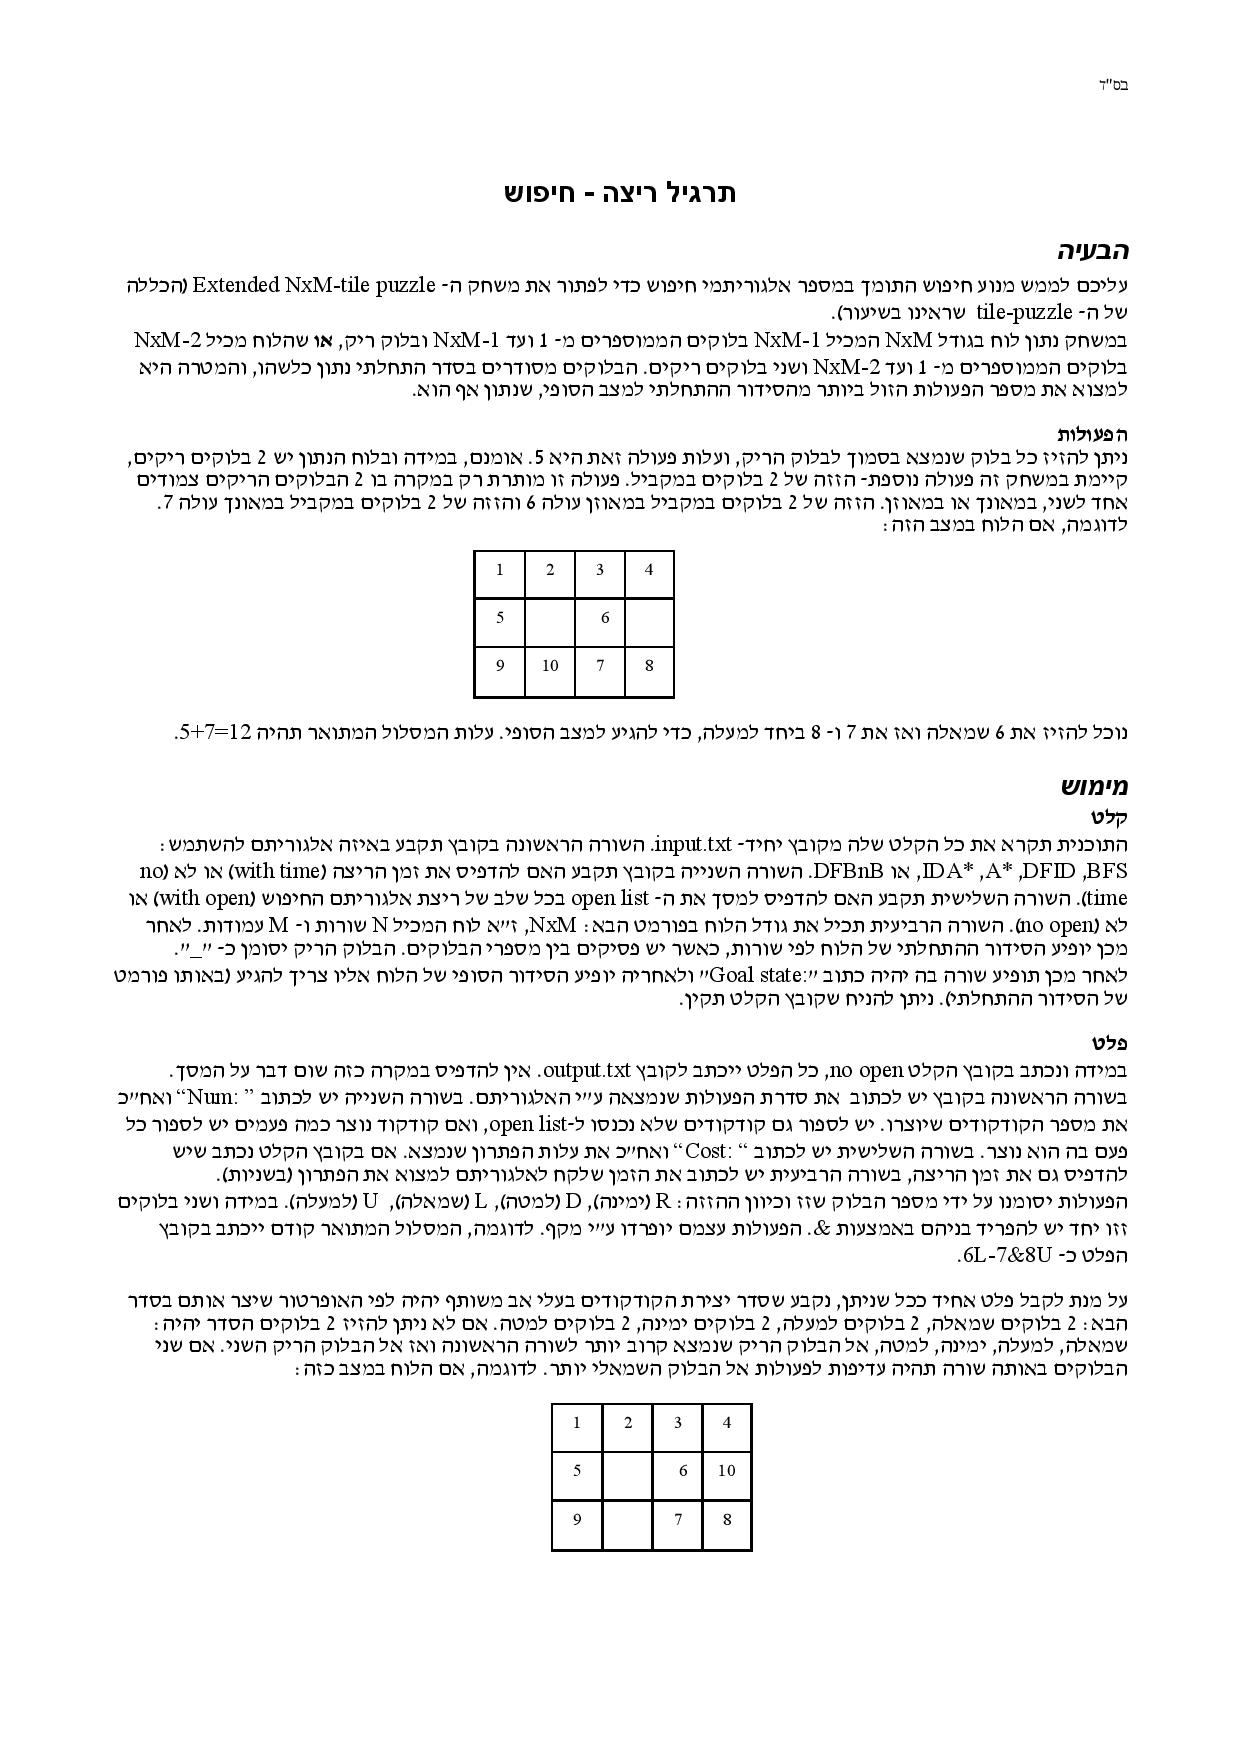 בס"ד
תרגיל ריצה - חיפוש
הבעיה
עליכם לממש מנוע חיפוש התומך במספר אלגוריתמי חיפוש כדי לפתור את משחק ה- Extended NxM-tile puzzle (הכללה
של ה- tile-puzzle שראינו בשיעור).
במשחק נתון לוח בגודל NxM המכיל NxM-1 בלוקים הממוספרים מ- 1 ועד NxM-1 ובלוק ריק, או שהלוח מכיל NxM-2
בלוקים הממוספרים מ- 1 ועד NxM-2 ושני בלוקים ריקים. הבלוקים מסודרים בסדר התחלתי נתון כלשהו, והמטרה היא
למצוא את מספר הפעולות הזול ביותר מהסידור ההתחלתי למצב הסופי, שנתון אף הוא.
הפעולות
ניתן להזיז כל בלוק שנמצא בסמוך לבלוק הריק, ועלות פעולה זאת היא 5. אומנם, במידה ובלוח הנתון יש 2 בלוקים ריקים,
קיימת במשחק זה פעולה נוספת- הזזה של 2 בלוקים במקביל. פעולה זו מותרת רק במקרה בו 2 הבלוקים הריקים צמודים
אחד לשני, במאונך או במאוזן. הזזה של 2 בלוקים במקביל במאוזן עולה 6 והזזה של 2 בלוקים במקביל במאונך עולה 7.
לדוגמה, אם הלוח במצב הזה:
1 2 3 4
5 6
9 10 7 8
נוכל להזיז את 6 שמאלה ואז את 7 ו- 8 ביחד למעלה, כדי להגיע למצב הסופי. עלות המסלול המתואר תהיה 5+7=12.
מימוש
קלט
התוכנית תקרא את כל הקלט שלה מקובץ יחיד- input.txt. השורה הראשונה בקובץ תקבע באיזה אלגוריתם להשתמש:
BFS, DFID, A*, IDA*, או DFBnB. השורה השנייה בקובץ תקבע האם להדפיס את זמן הריצה (with time) או לא (no
time). השורה השלישית תקבע האם להדפיס למסך את ה- open list בכל שלב של ריצת אלגוריתם החיפוש (with open) או
לא (no open). השורה הרביעית תכיל את גודל הלוח בפורמט הבא: NxM, ז״א לוח המכיל N שורות ו- M עמודות. לאחר
מכן יופיע הסידור ההתחלתי של הלוח לפי שורות, כאשר יש פסיקים בין מספרי הבלוקים. הבלוק הריק יסומן כ- ״_״.
לאחר מכן תופיע שורה בה יהיה כתוב ״Goal state:״ ולאחריה יופיע הסידור הסופי של הלוח אליו צריך להגיע (באותו פורמט
של הסידור ההתחלתי). ניתן להניח שקובץ הקלט תקין.
פלט
במידה ונכתב בקובץ הקלט no open, כל הפלט ייכתב לקובץ output.txt. אין להדפיס במקרה כזה שום דבר על המסך.
בשורה הראשונה בקובץ יש לכתוב את סדרת הפעולות שנמצאה ע״י האלגוריתם. בשורה השנייה יש לכתוב ”Num: “ ואח״כ
את מספר הקודקודים שיוצרו. יש לספור גם קודקודים שלא נכנסו ל-open list, ואם קודקוד נוצר כמה פעמים יש לספור כל
פעם בה הוא נוצר. בשורה השלישית יש לכתוב “Cost: “ ואח״כ את עלות הפתרון שנמצא. אם בקובץ הקלט נכתב שיש
להדפיס גם את זמן הריצה, בשורה הרביעית יש לכתוב את הזמן שלקח לאלגוריתם למצוא את הפתרון (בשניות).
הפעולות יסומנו על ידי מספר הבלוק שזז וכיוון ההזזה: R (ימינה), D (למטה), L (שמאלה), U (למעלה). במידה ושני בלוקים
זזו יחד יש להפריד בניהם באמצעות &. הפעולות עצמם יופרדו ע״י מקף. לדוגמה, המסלול המתואר קודם ייכתב בקובץ
הפלט כ- 6L-7&8U.
על מנת לקבל פלט אחיד ככל שניתן, נקבע שסדר יצירת הקודקודים בעלי אב משותף יהיה לפי האופרטור שיצר אותם בסדר
הבא: 2 בלוקים שמאלה, 2 בלוקים למעלה, 2 בלוקים ימינה, 2 בלוקים למטה. אם לא ניתן להזיז 2 בלוקים הסדר יהיה:
שמאלה, למעלה, ימינה, למטה, אל הבלוק הריק שנמצא קרוב יותר לשורה הראשונה ואז אל הבלוק הריק השני. אם שני
הבלוקים באותה שורה תהיה עדיפות לפעולות אל הבלוק השמאלי יותר. לדוגמה, אם הלוח במצב כזה:
1 2 3 4
5 6 10
9 7 8